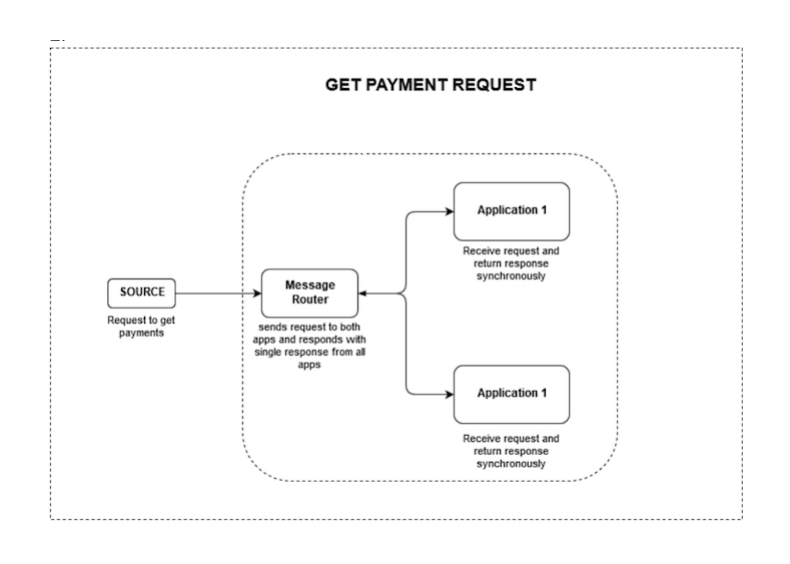 GET PAYMENT REQUEST
Application 1
Receive request and
return response
synchronously
SOURCE
Request to get
payments
Message
Router
sends request to both
apps and responds with
single response from all
apps
Application 1
Receive request and
return response
synchronously